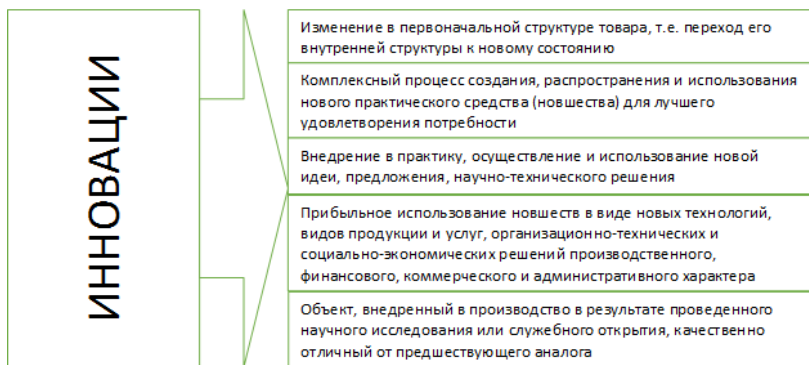 ИННОВАЦИИ
Изменение в первоначальной структуре товара, т.е. переход его
внутренней структуры к новому состоянию
Комплексный процесс создания, распространения и использования
нового практического средства (новшества) для лучшего
удовлетворения потребности
Внедрение в практику, осуществление и использование новой
идеи, предложения, научно-технического решения
Прибыльное использование новшеств в виде новых технологий,
видов продукции и услуг, организационно-технических и
социально-экономических решений производственного,
финансового, коммерческого и административного характера
Объект, внедренный в производство в результате проведенного
научного исследования или служебного открытия, качественно
отличный от предшествующего аналога